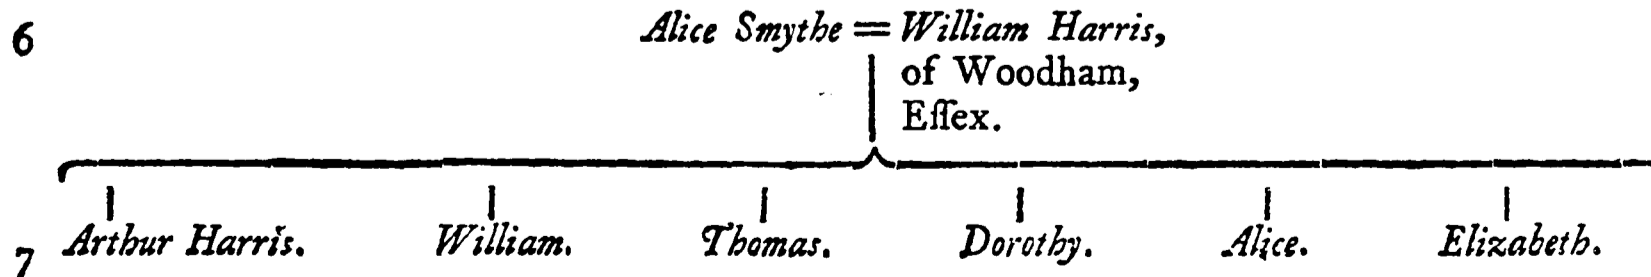 6 Alice Smythe = William Harris,
of Woodham,
Eſſex.
7 Arthur Harris. William. Thomas. Dorothy. Alice. Elizabeth.